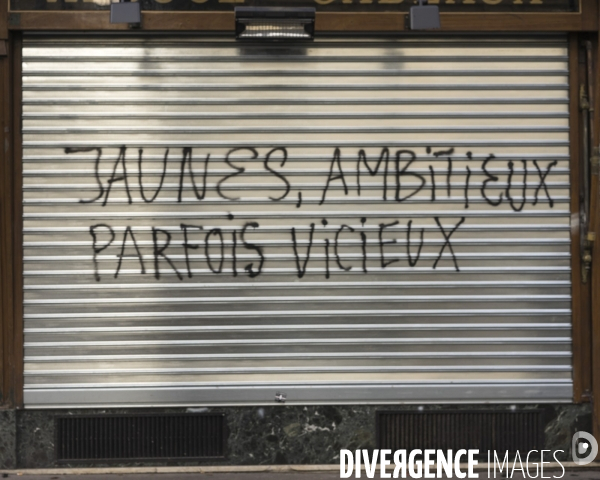 JAUNES, AMBITIEUX
PARFOIS VICIEUX
DIVERGENCE IMAGES